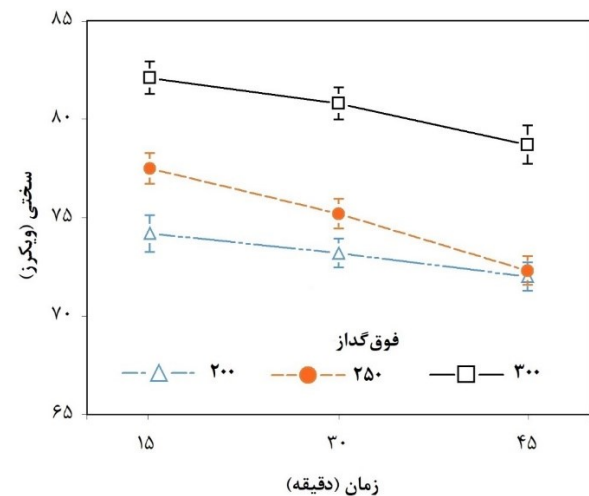 ۸۵
۸۰
۷۵
۷۰
۶۵
سختی (ویکرز)
فوق‌گداز
۲۰۰ ۲۵۰ ۳۰۰
۱۵ ۳۰ ۴۵
زمان (دقیقه)